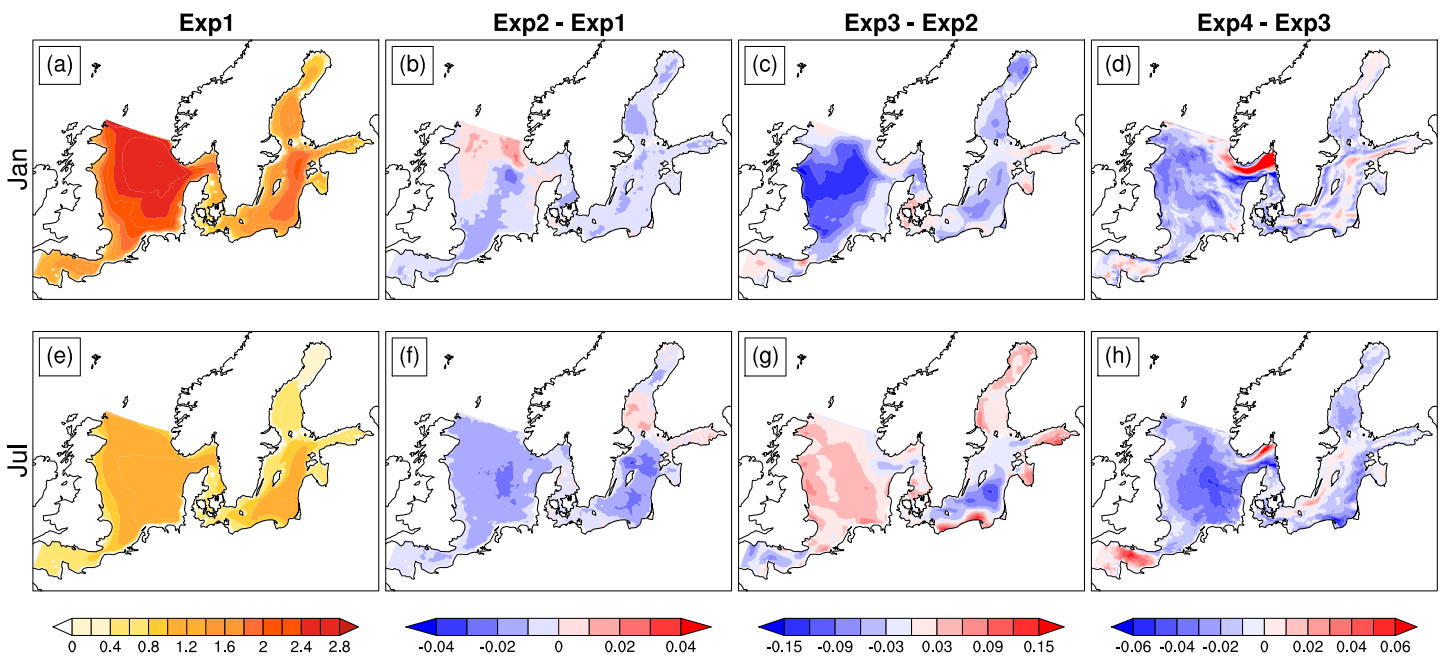 Exp1 Exp2 - Exp1 Exp3 - Exp2 Exp4 - Exp3
Jan
(a) (b) (c) (d)
Jul
(e) (f) (g) (h)
0 0.4 0.8 1.2 1.6 2 2.4 2.8
-0.04 -0.02 0 0.02 0.04
-0.15 -0.09 -0.03 0.03 0.09 0.15
-0.06 -0.04 -0.02 0 0.02 0.04 0.06